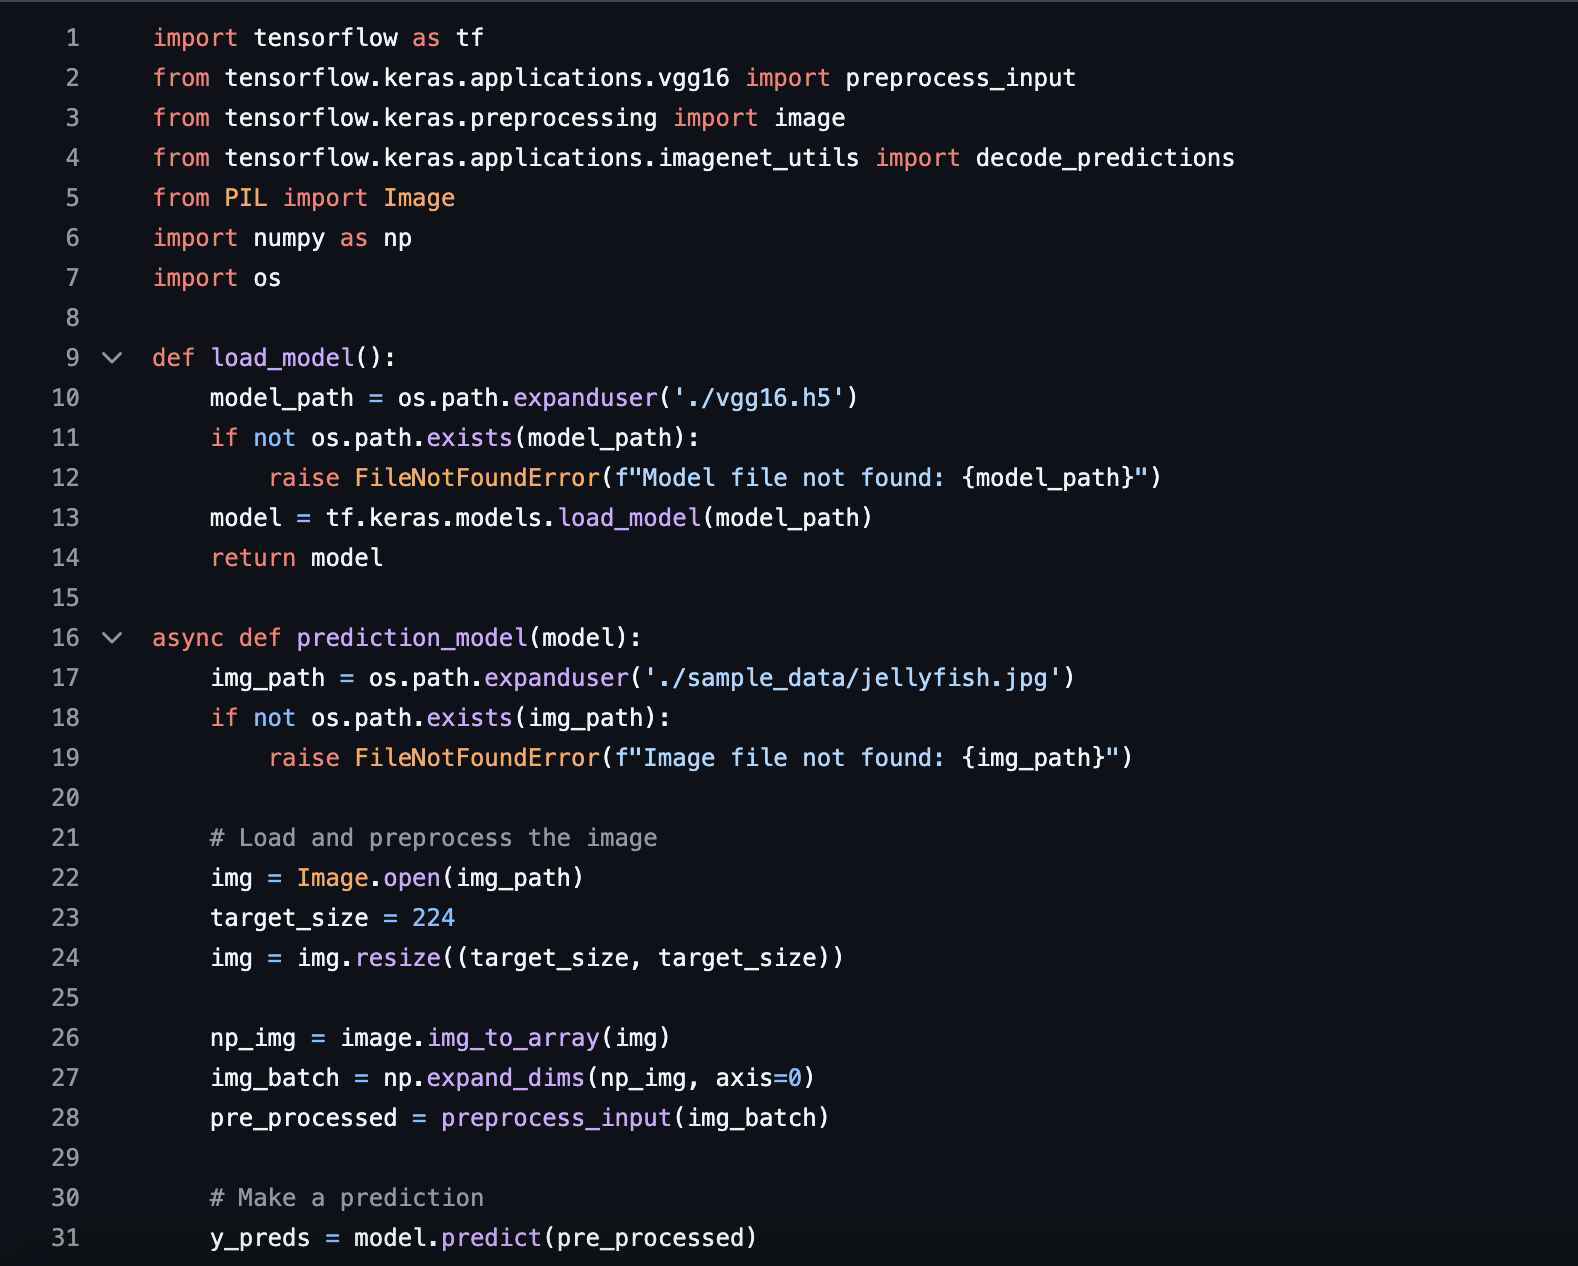 1 import tensorflow as tf
2 from tensorflow.keras.applications.vgg16 import preprocess_input
3 from tensorflow.keras.preprocessing import image
4 from tensorflow.keras.applications.imagenet_utils import decode_predictions
5 from PIL import Image
6 import numpy as np
7 import os
8
9 def load_model():
10     model_path = os.path.expanduser('./vgg16.h5')
11     if not os.path.exists(model_path):
12         raise FileNotFoundError(f"Model file not found: {model_path}")
13     model = tf.keras.models.load_model(model_path)
14     return model
15
16 async def prediction_model(model):
17     img_path = os.path.expanduser('./sample_data/jellyfish.jpg')
18     if not os.path.exists(img_path):
19         raise FileNotFoundError(f"Image file not found: {img_path}")
20
21     # Load and preprocess the image
22     img = Image.open(img_path)
23     target_size = 224
24     img = img.resize((target_size, target_size))
25
26     np_img = image.img_to_array(img)
27     img_batch = np.expand_dims(np_img, axis=0)
28     pre_processed = preprocess_input(img_batch)
29
30     # Make a prediction
31     y_preds = model.predict(pre_processed)